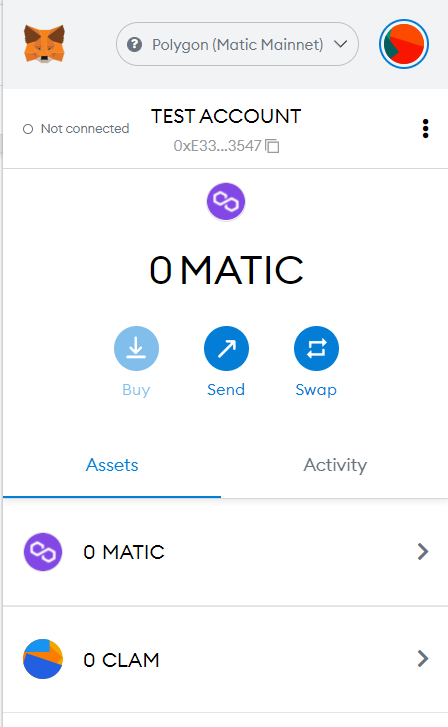 Polygon (Matic Mainnet)
Not connected
TEST ACCOUNT
0xE33...3547
0 MATIC
Buy
Send
Swap
Assets
Activity
0 MATIC
0 CLAM